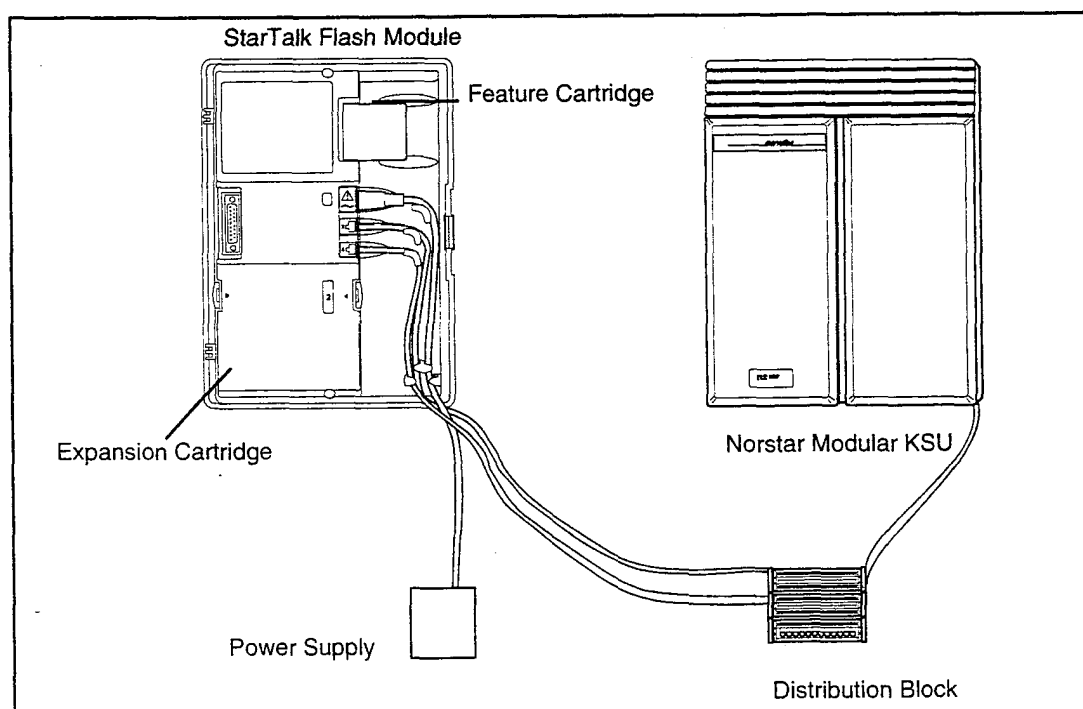 StarTalk Flash Module
Feature Cartridge
Expansion Cartridge
Norstar Modular KSU
Power Supply
Distribution Block